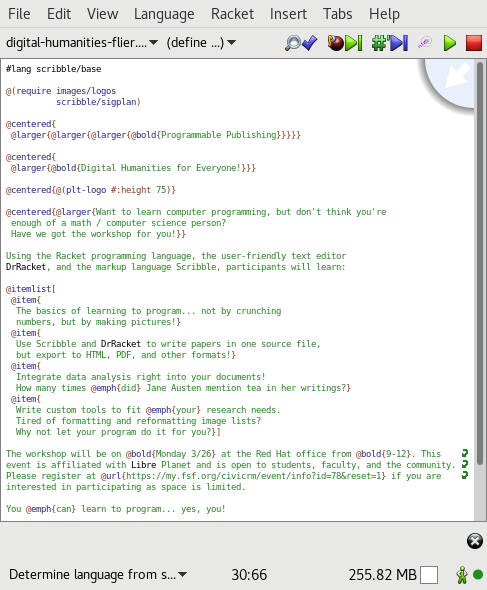 File Edit View Language Racket Insert Tabs Help
digital-humanities-flier.... (define ...)
#lang scribble/base
@(require images/logos
scribble/sigplan)
@centered{
@larger{@larger{@larger{@bold{Programmable Publishing}}}}}
@centered{
@larger{@bold{Digital Humanities for Everyone!}}}
@centered{@(plt-logo #:height 75)}
@centered{@larger{Want to learn computer programming, but don't think you're
enough of a math / computer science person?
Have we got the workshop for you!}}
Using the Racket programming language, the user-friendly text editor
DrRacket, and the markup language Scribble, participants will learn:
@itemlist[
@item{
The basics of learning to program... not by crunching
numbers, but by making pictures!}
@item{
Use Scribble and DrRacket to write papers in one source file,
but export to HTML, PDF, and other formats!}
@item{
Integrate data analysis right into your documents!
How many times @emph{did} Jane Austen mention tea in her writings?}
@item{
Write custom tools to fit @emph{your} research needs.
Tired of formatting and reformatting image lists?
Why not let your program do it for you?}]
The workshop will be on @bold{Monday 3/26} at the Red Hat office from @bold{9-12}. This
event is affiliated with Libre Planet and is open to students, faculty, and the community.
Please register at @url{https://my.fsf.org/civicrm/event/info?id=78&reset=1} if you are
interested in participating as space is limited.
You @emph{can} learn to program... yes, you!
Determine language from s... 30:66 255.82 MB